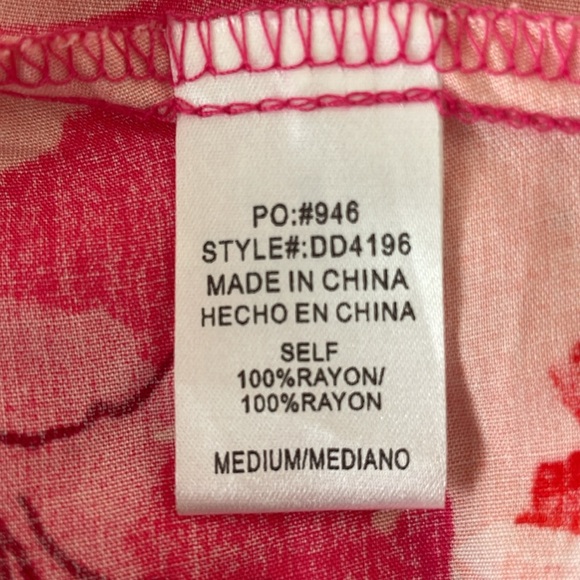 PO:#946
STYLE#:DD4196
MADE IN CHINA
HECHO EN CHINA
SELF
100%RAYON/
100%RAYON
MEDIUM/MEDIANO